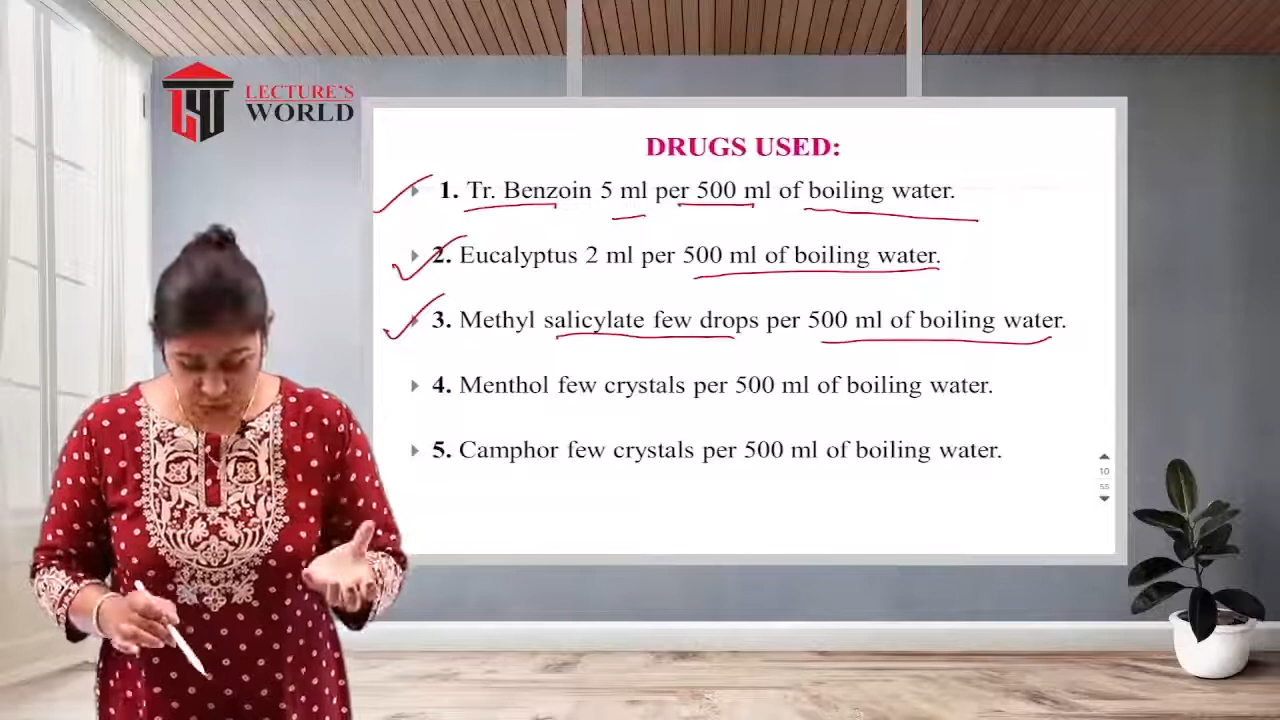 LECTURE'S
WORLD
DRUGS USED:
1. Tr. Benzoin 5 ml per 500 ml of boiling water.
2. Eucalyptus 2 ml per 500 ml of boiling water.
3. Methyl salicylate few drops per 500 ml of boiling water.
4. Menthol few crystals per 500 ml of boiling water.
5. Camphor few crystals per 500 ml of boiling water.
10
55